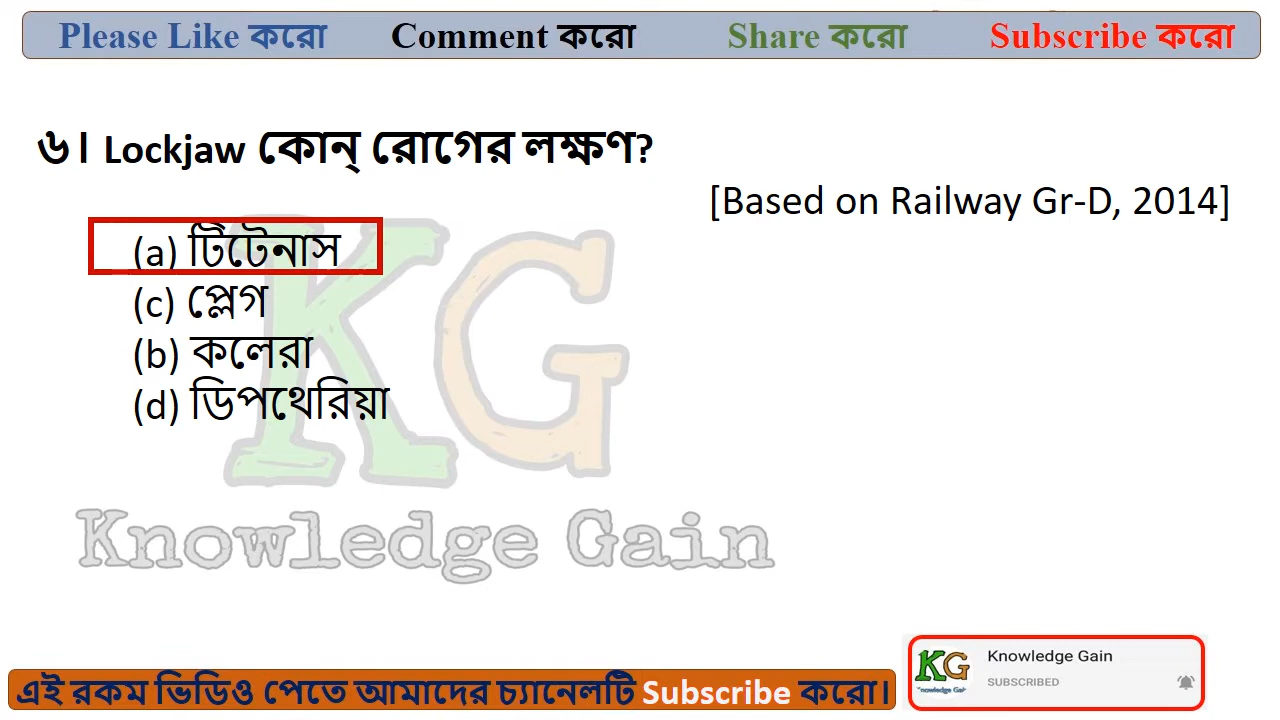 Please Like করো Comment করো Share করো Subscribe করো
৬। Lockjaw কোন্ রোগের লক্ষণ?
[Based on Railway Gr-D, 2014]
(a) টিটেনাস
(c) প্লেগ
(b) কলেরা
(d) ডিপথেরিয়া
KG
Knowledge Gain
এই রকম ভিডিও পেতে আমাদের চ্যানেলটি Subscribe করো।
KG
Knowledge Gain
SUBSCRIBED